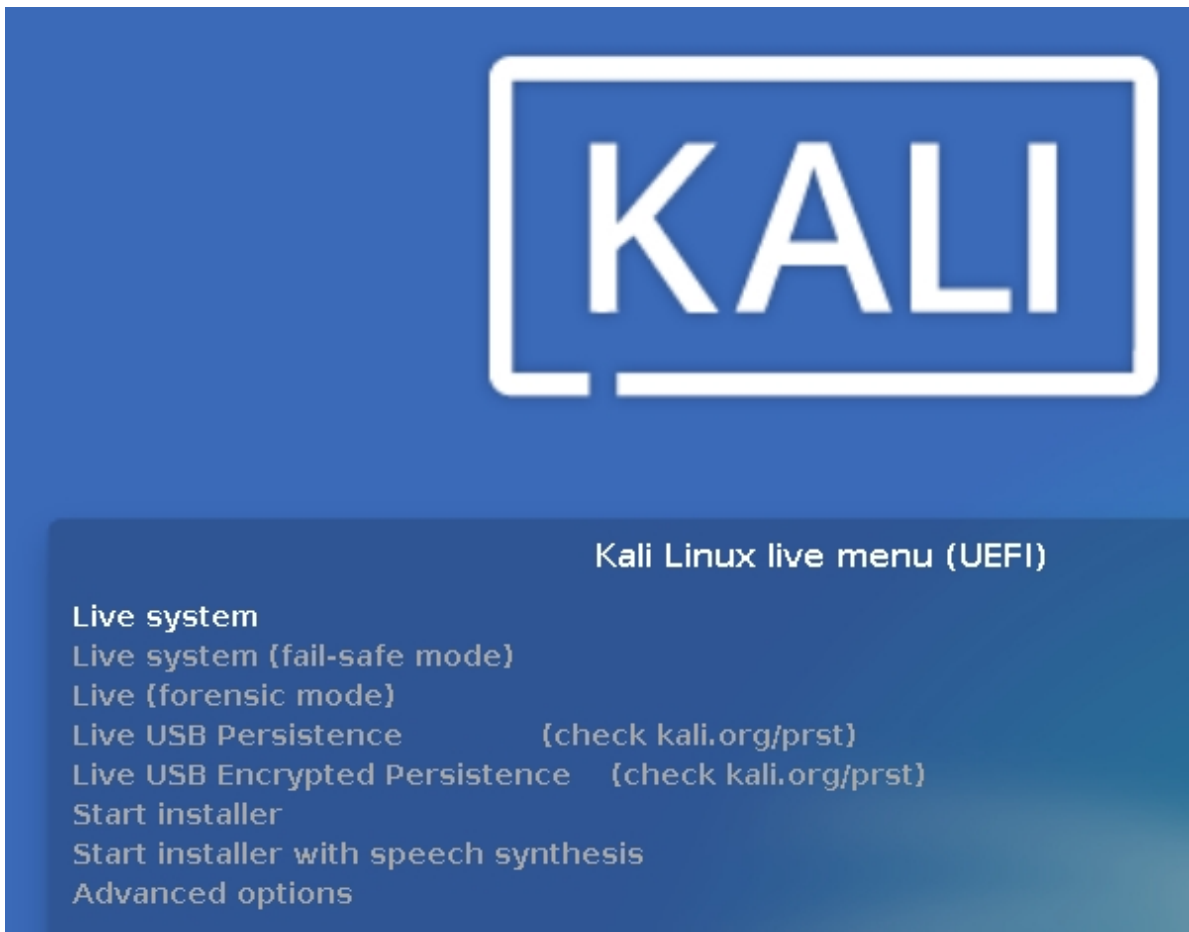 KALI
Kali Linux live menu (UEFI)
Live system
Live system (fail-safe mode)
Live (forensic mode)
Live USB Persistence (check kali.org/prst)
Live USB Encrypted Persistence (check kali.org/prst)
Start installer
Start installer with speech synthesis
Advanced options